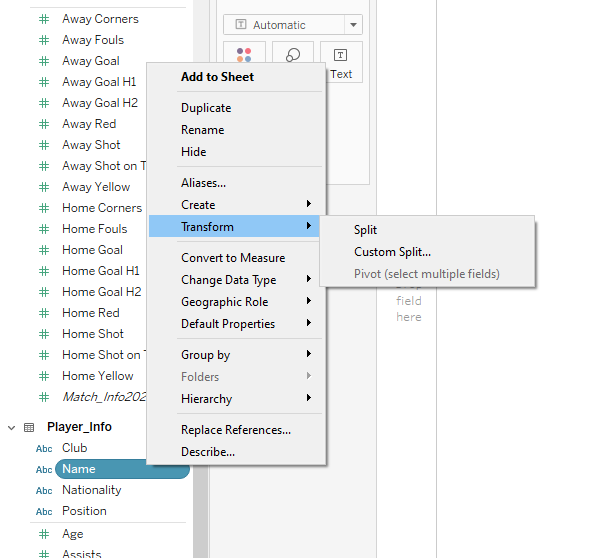 Away Corners
Away Fouls
Away Goal
Away Goal H1
Away Goal H2
Away Red
Away Shot
Away Shot on T
Away Yellow
Home Corners
Home Fouls
Home Goal
Home Goal H1
Home Goal H2
Home Red
Home Shot
Home Shot on T
Home Yellow
Match_Info202
Player_Info
Abc Club
Abc Name
Abc Nationality
Abc Position
Age
Assists
Automatic
Text
Add to Sheet
Duplicate
Rename
Hide
Aliases...
Create
Transform
Convert to Measure
Change Data Type
Geographic Role
Default Properties
Group by
Folders
Hierarchy
Replace References...
Describe...
Split
Custom Split...
Pivot (select multiple fields)
field
here